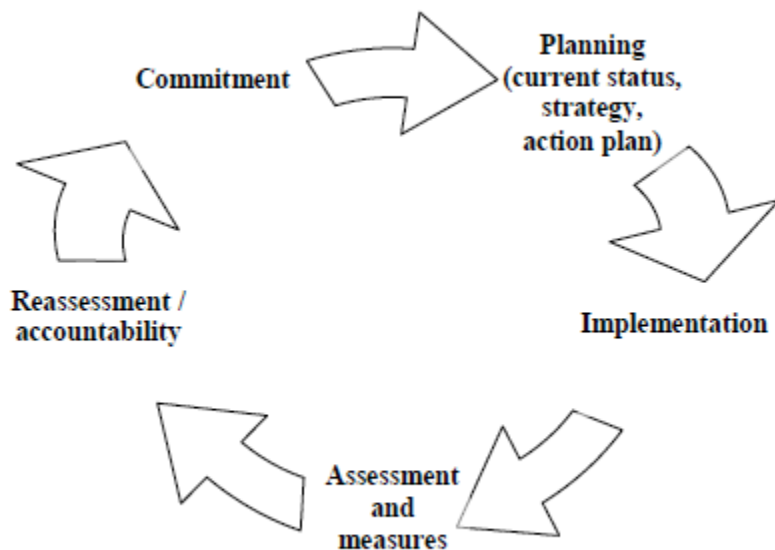 Commitment
Planning
(current status,
strategy,
action plan)
Implementation
Assessment
and
measures
Reassessment /
accountability